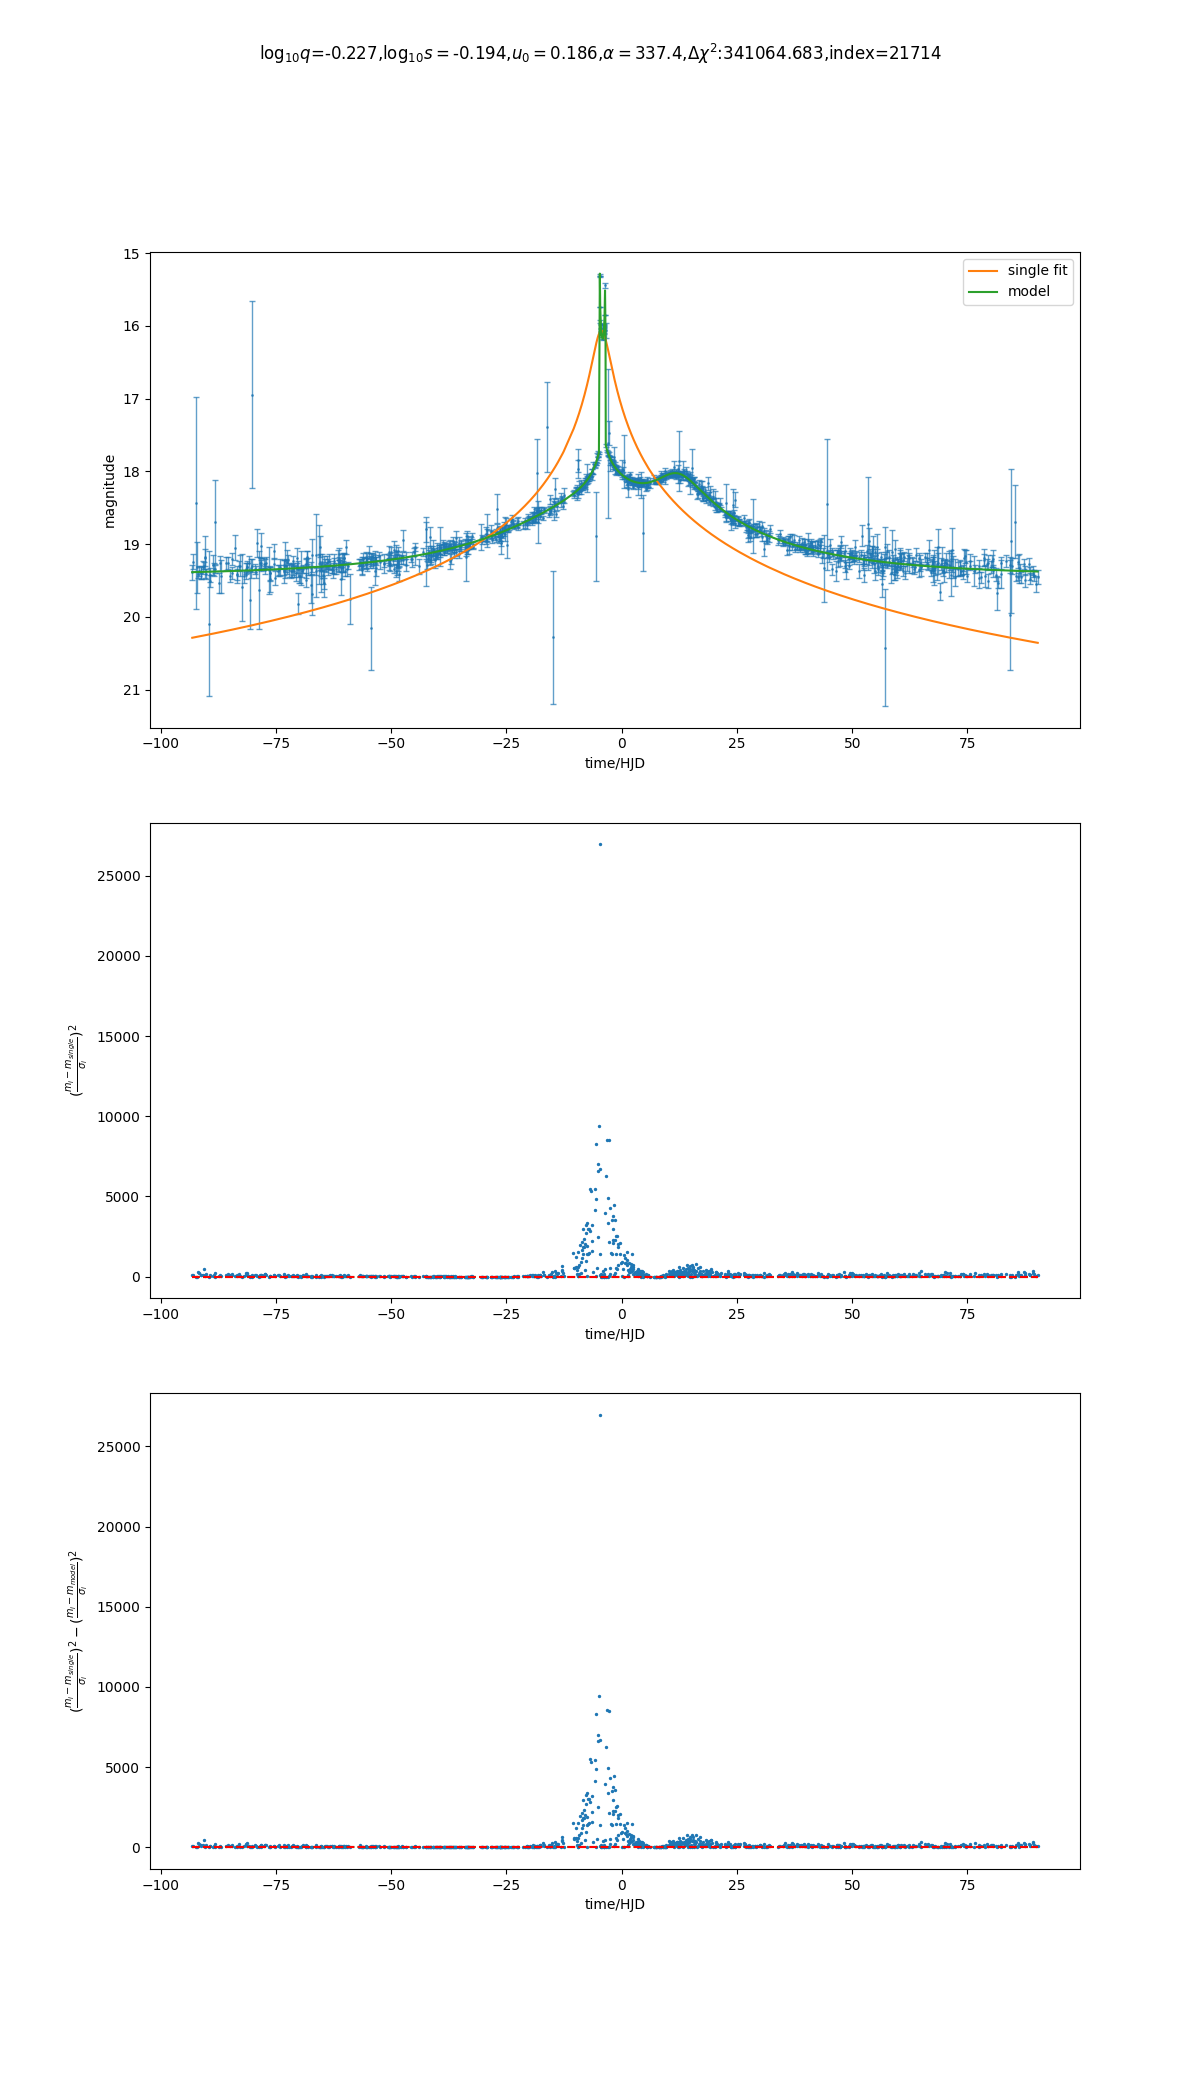 log₁₀q=-0.227,log₁₀s = -0.194,u₀ = 0.186,α = 337.4,Δχ²:341064.683,index=21714
15
16
17
18
19
20
21
magnitude
single fit
model
−100 −75 −50 −25 0 25 50 75
time/HJD
25000
20000
15000
10000
5000
0
((mᵢ − m_single)/σᵢ)²
−100 −75 −50 −25 0 25 50 75
time/HJD
25000
20000
15000
10000
5000
0
((mᵢ − m_single)/σᵢ)² − ((mᵢ − m_model)/σᵢ)²
−100 −75 −50 −25 0 25 50 75
time/HJD